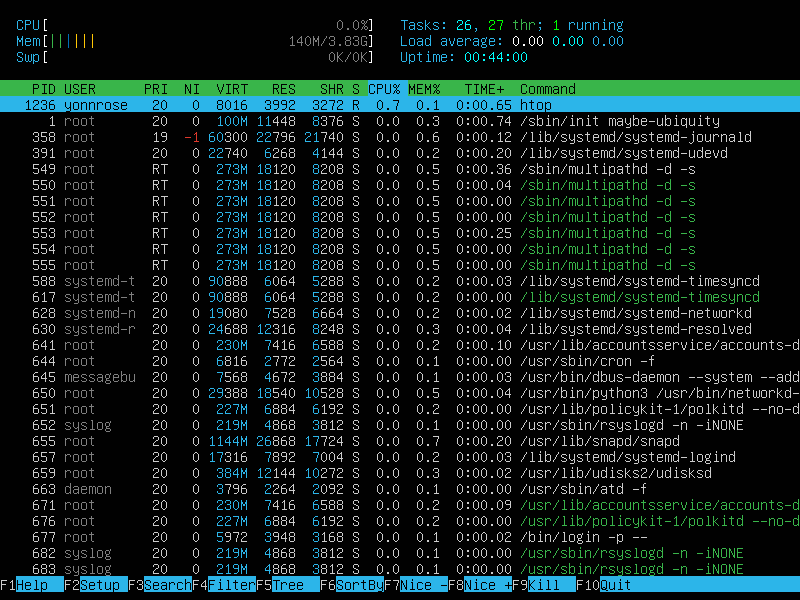 CPU[ 0.0%] Tasks: 26, 27 thr; 1 running
Mem[|||||| 140M/3.83G] Load average: 0.00 0.00 0.00
Swp[ 0K/0K] Uptime: 00:44:00
PID USER PRI NI VIRT RES SHR S CPU% MEM% TIME+ Command
1236 yonnrose 20 0 8016 3992 3272 R 0.7 0.1 0:00.65 htop
1 root 20 0 100M 11448 8376 S 0.0 0.3 0:00.74 /sbin/init maybe-ubiquity
358 root 19 -1 60300 22796 21740 S 0.0 0.6 0:00.12 /lib/systemd/systemd-journald
391 root 20 0 22740 6268 4144 S 0.0 0.2 0:00.20 /lib/systemd/systemd-udevd
549 root RT 0 273M 18120 8208 S 0.0 0.5 0:00.36 /sbin/multipathd -d -s
550 root RT 0 273M 18120 8208 S 0.0 0.5 0:00.04 /sbin/multipathd -d -s
551 root RT 0 273M 18120 8208 S 0.0 0.5 0:00.00 /sbin/multipathd -d -s
552 root RT 0 273M 18120 8208 S 0.0 0.5 0:00.00 /sbin/multipathd -d -s
553 root RT 0 273M 18120 8208 S 0.0 0.5 0:00.25 /sbin/multipathd -d -s
554 root RT 0 273M 18120 8208 S 0.0 0.5 0:00.00 /sbin/multipathd -d -s
555 root RT 0 273M 18120 8208 S 0.0 0.5 0:00.00 /sbin/multipathd -d -s
588 systemd-t 20 0 90888 6064 5288 S 0.0 0.2 0:00.03 /lib/systemd/systemd-timesyncd
617 systemd-t 20 0 90888 6064 5288 S 0.0 0.2 0:00.00 /lib/systemd/systemd-timesyncd
628 systemd-n 20 0 19080 7528 6664 S 0.0 0.2 0:00.02 /lib/systemd/systemd-networkd
630 systemd-r 20 0 24688 12316 8248 S 0.0 0.3 0:00.04 /lib/systemd/systemd-resolved
641 root 20 0 230M 7416 6588 S 0.0 0.2 0:00.10 /usr/lib/accountsservice/accounts-d
644 root 20 0 6816 2772 2564 S 0.0 0.1 0:00.00 /usr/sbin/cron -f
645 messagebu 20 0 7568 4672 3884 S 0.0 0.1 0:00.03 /usr/bin/dbus-daemon --system --add
650 root 20 0 29388 18540 10528 S 0.0 0.5 0:00.04 /usr/bin/python3 /usr/bin/networkd-
651 root 20 0 227M 6884 6192 S 0.0 0.2 0:00.00 /usr/lib/policykit-1/polkitd --no-d
652 syslog 20 0 219M 4868 3812 S 0.0 0.1 0:00.01 /usr/sbin/rsyslogd -n -iNONE
655 root 20 0 1144M 26868 17724 S 0.0 0.7 0:00.20 /usr/lib/snapd/snapd
657 root 20 0 17316 7892 7004 S 0.0 0.2 0:00.03 /lib/systemd/systemd-logind
659 root 20 0 384M 12144 10272 S 0.0 0.3 0:00.02 /usr/lib/udisks2/udisksd
663 daemon 20 0 3796 2264 2092 S 0.0 0.1 0:00.00 /usr/sbin/atd -f
671 root 20 0 230M 7416 6588 S 0.0 0.2 0:00.09 /usr/lib/accountsservice/accounts-d
676 root 20 0 227M 6884 6192 S 0.0 0.2 0:00.00 /usr/lib/policykit-1/polkitd --no-d
677 root 20 0 5972 3948 3168 S 0.0 0.1 0:00.02 /bin/login -p --
682 syslog 20 0 219M 4868 3812 S 0.0 0.1 0:00.00 /usr/sbin/rsyslogd -n -iNONE
683 syslog 20 0 219M 4868 3812 S 0.0 0.1 0:00.00 /usr/sbin/rsyslogd -n -iNONE
F1Help F2Setup F3SearchF4FilterF5Tree F6SortByF7Nice -F8Nice +F9Kill F10Quit